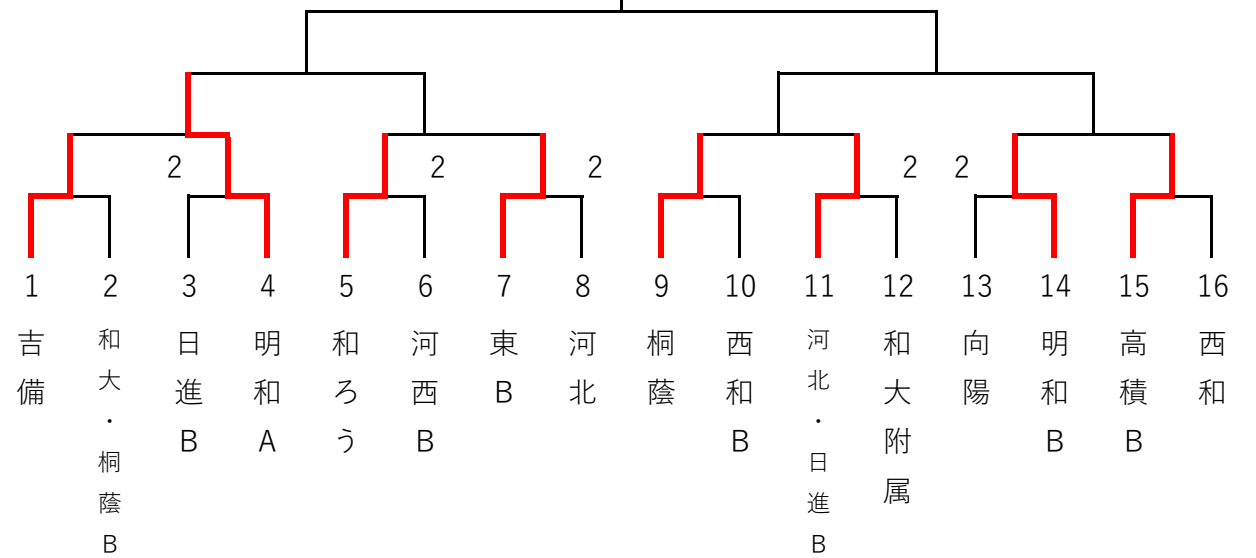 2 2 2 2 2
1 2 3 4 5 6 7 8 9 10 11 12 13 14 15 16
吉備
和大・桐蔭B
日進B
明和A
和ろう
河西B
東B
河北
桐蔭
西和B
河北・日進B
和大附属
向陽
明和B
高積B
西和